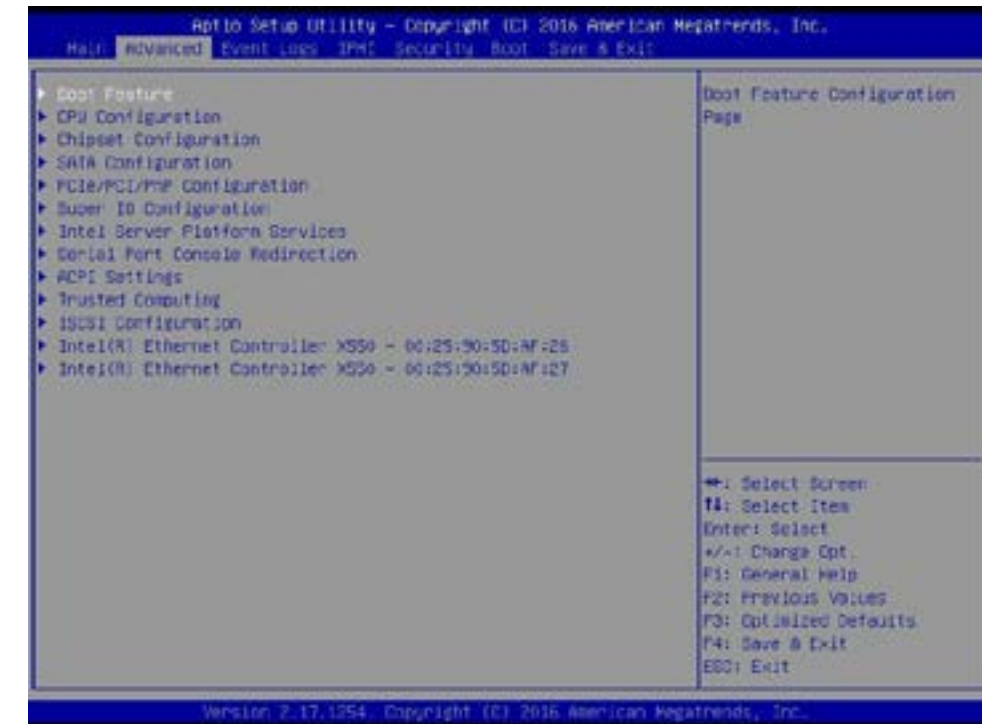 Aptio Setup Utility – Copyright (C) 2016 American Megatrends, Inc.
Main Advanced Event Logs IPMI Security Boot Save & Exit
Boot Feature
CPU Configuration
Chipset Configuration
SATA Configuration
PCIe/PCI/PnP Configuration
Super IO Configuration
Intel Server Platform Services
Serial Port Console Redirection
ACPI Settings
Trusted Computing
iSCSI Configuration
Intel(R) Ethernet Controller X550 – 00:25:90:5D:AF:26
Intel(R) Ethernet Controller X550 – 00:25:90:5D:AF:27
Boot Feature Configuration
Page
↔: Select Screen
↑↓: Select Item
Enter: Select
+/-: Change Opt.
F1: General Help
F2: Previous Values
F3: Optimized Defaults
F4: Save & Exit
ESC: Exit
Version 2.17.1254. Copyright (C) 2016 American Megatrends, Inc.